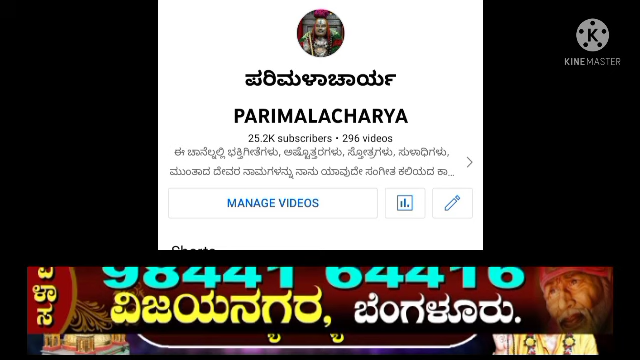 K
KINEMASTER
ಪರಿಮಳಾಚಾರ್ಯ
PARIMALACHARYA
25.2K subscribers • 296 videos
ಈ ಚಾನೆಲ್ನಲ್ಲಿ ಭಕ್ತಿಗೀತೆಗಳು, ಅಷ್ಟೊತ್ತರಗಳು, ಸ್ತೋತ್ರಗಳು, ಸುಳಾಧಿಗಳು,
ಮುಂತಾದ ದೇವರ ನಾಮಗಳನ್ನು ನಾನು ಯಾವುದೇ ಸಂಗೀತ ಕಲಿಯದ ಕಾ...
MANAGE VIDEOS
Shorts
98441 64416
ವಿಜಯನಗರ, ಬೆಂಗಳೂರು.